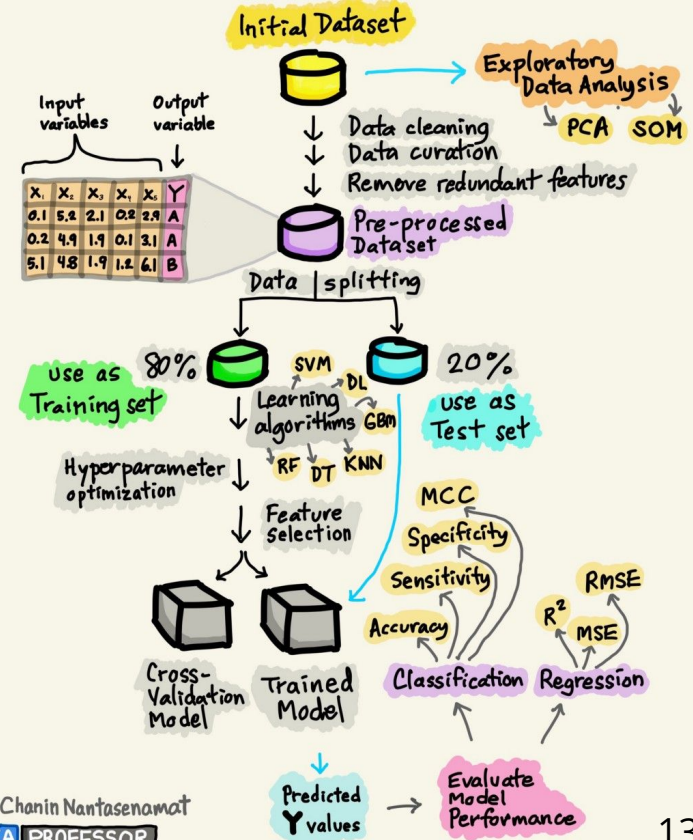 Initial Dataset
Exploratory
Data Analysis
PCA SOM
Data cleaning
Data curation
Remove redundant features
Input
variables
Output
variable
X₁ X₂ X₃ X₄ X₅ Y
0.1 5.2 2.1 0.2 2.9 A
0.2 4.9 1.9 0.1 3.1 A
5.1 4.8 1.9 1.2 6.1 B
Pre-processed
Dataset
Data splitting
80%
use as
Training set
20%
use as
Test set
SVM
DL
Learning
algorithms
GBM
RF DT KNN
Hyperparameter
optimization
Feature
selection
MCC
Specificity
Sensitivity
Accuracy
RMSE
R²
MSE
Cross-
Validation
Model
Trained
Model
Classification Regression
Predicted
Y values
Evaluate
Model
Performance
Chanin Nantasenamat
A PROFESSOR
13